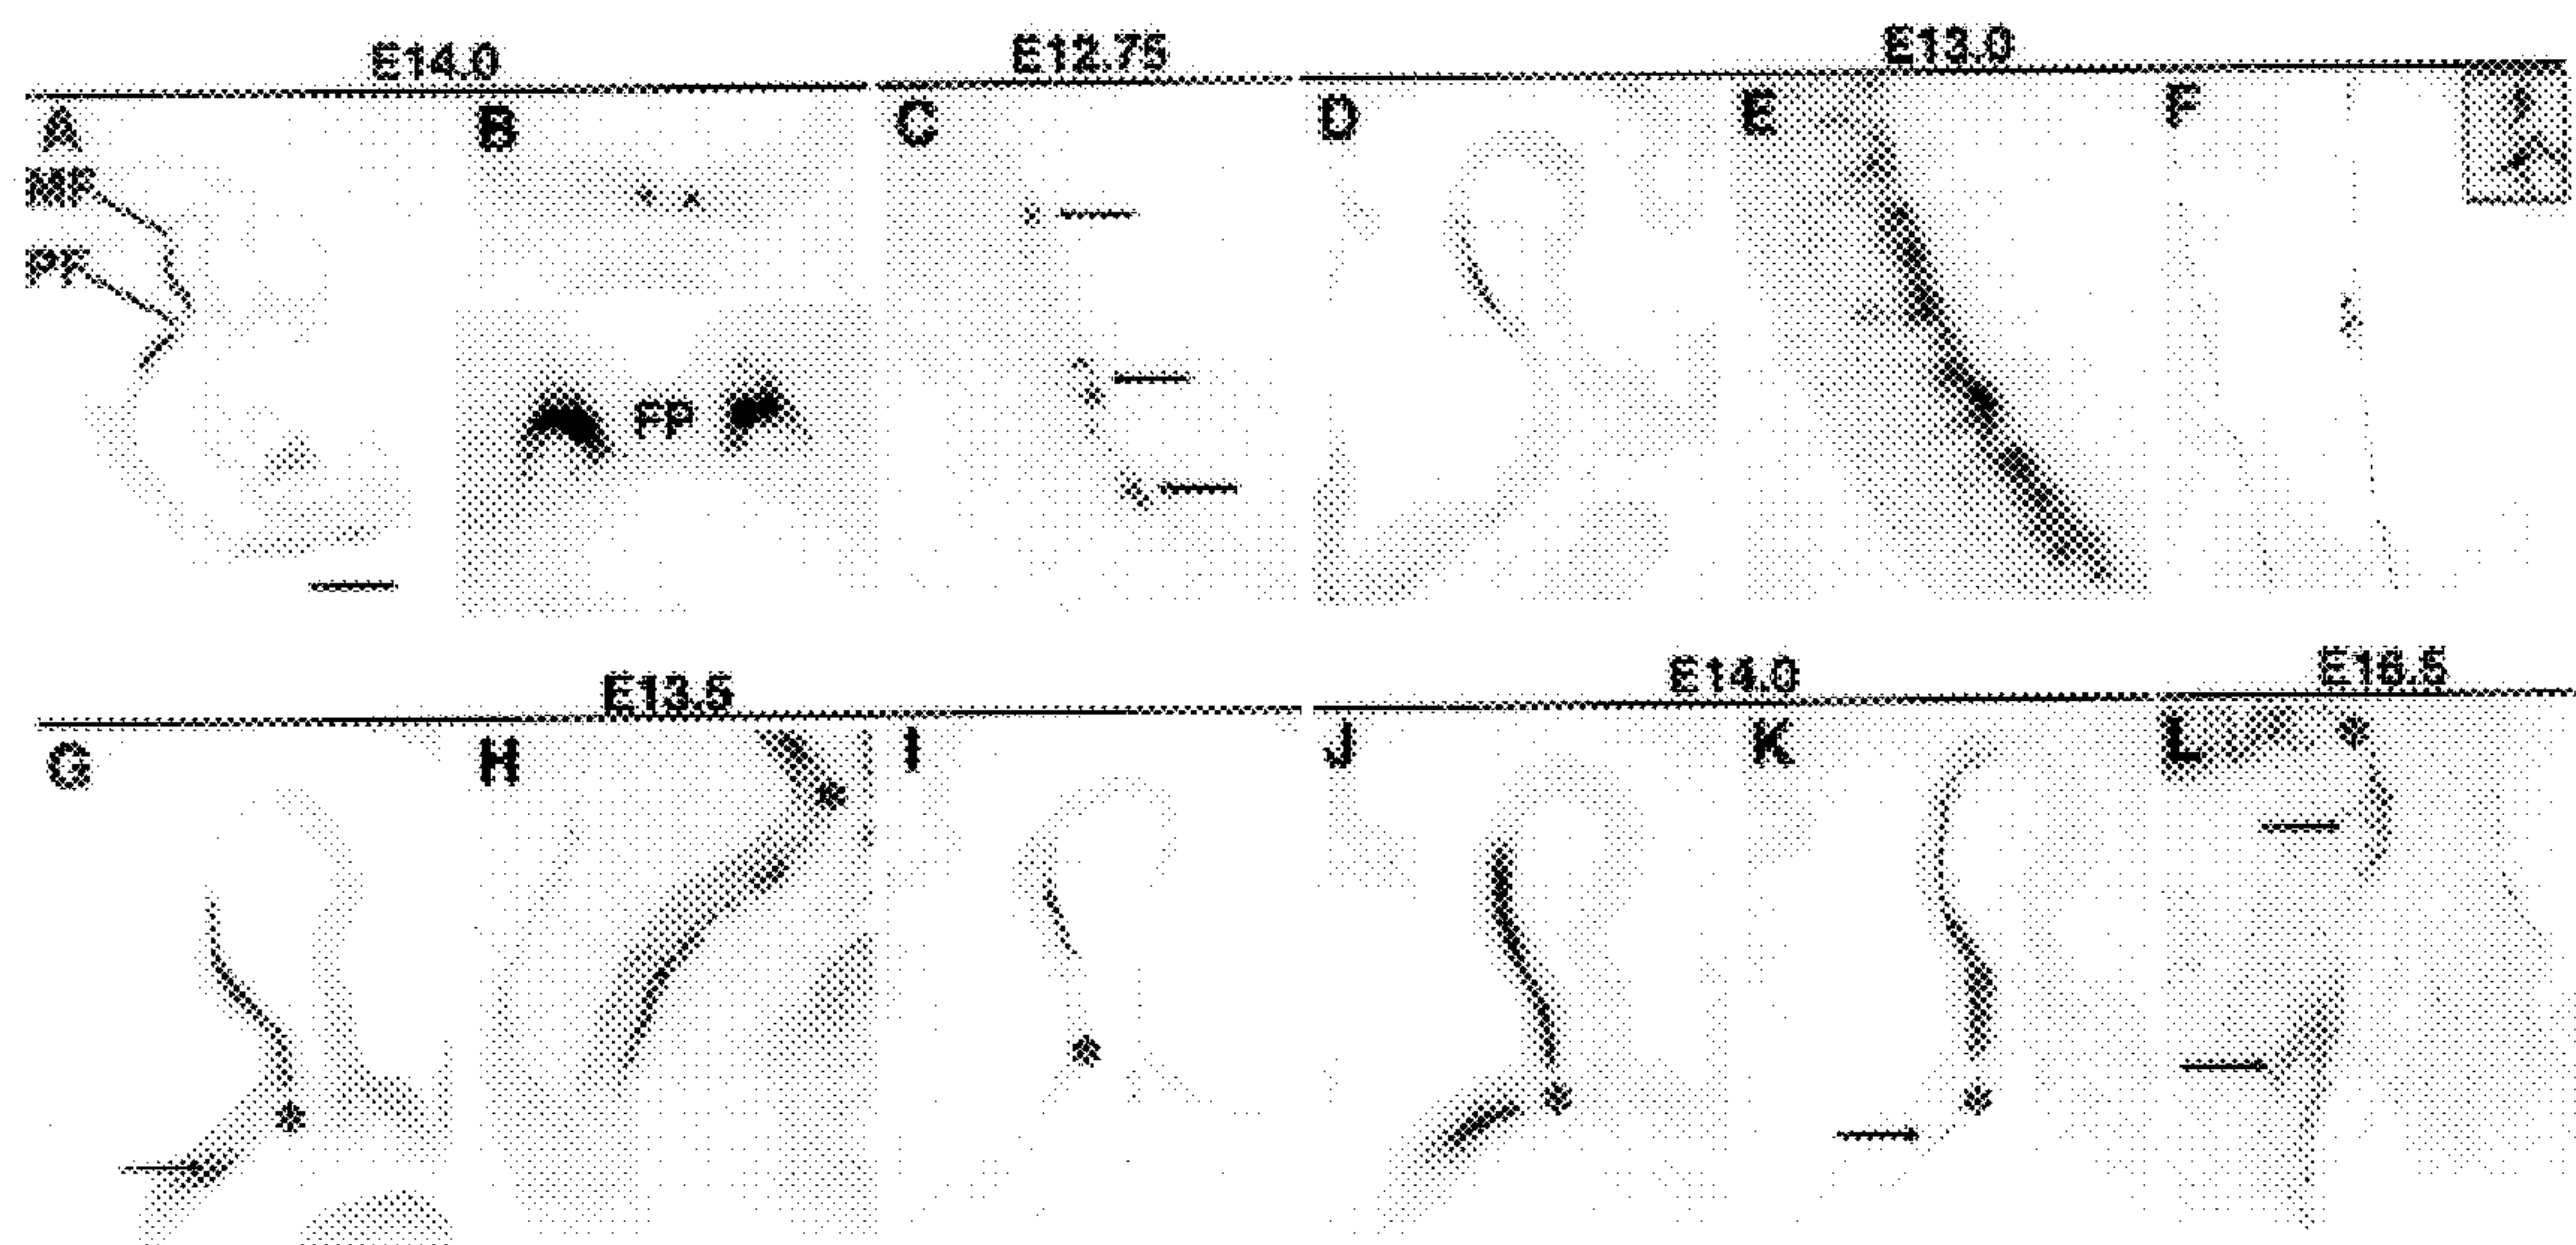 E14.0 E12.75 E13.0
A B C D E F
MF
PF
FP
E13.5 E14.0 E16.5
G H I J K L
* * * * * *